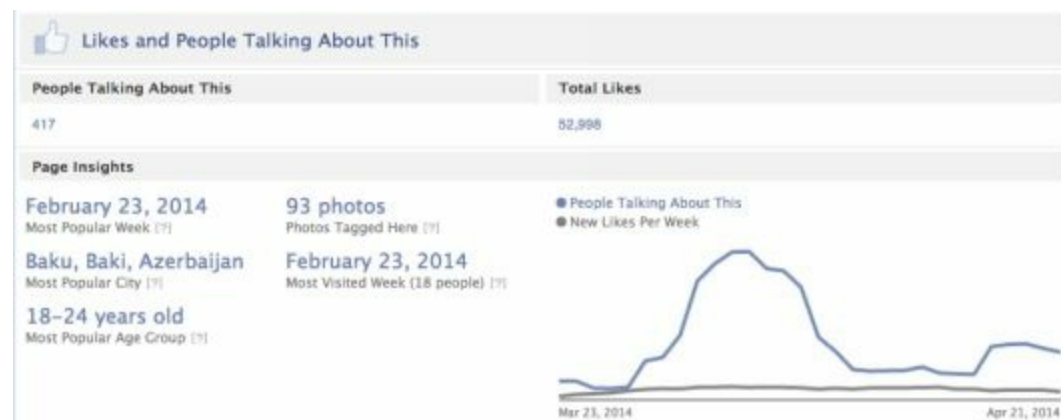 Likes and People Talking About This
People Talking About This
Total Likes
417
52,998
Page Insights
February 23, 2014
Most Popular Week [?]
93 photos
Photos Tagged Here [?]
Baku, Baki, Azerbaijan
Most Popular City [?]
February 23, 2014
Most Visited Week (18 people) [?]
18-24 years old
Most Popular Age Group [?]
People Talking About This
New Likes Per Week
Mar 23, 2014
Apr 21, 2014